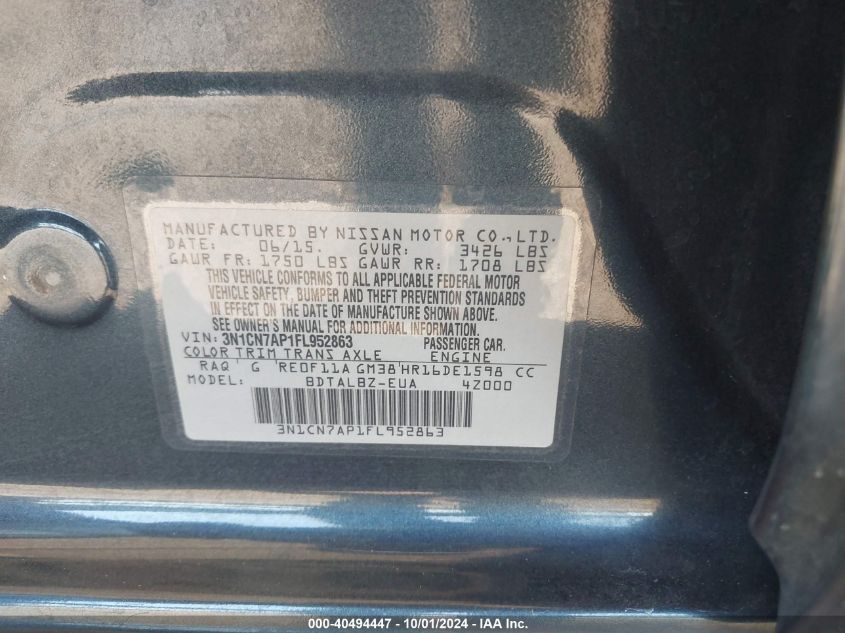 MANUFACTURED BY NISSAN MOTOR CO.,LTD.
DATE: 06/15. GVWR: 3426 LBS
GAWR FR: 1750 LBS GAWR RR: 1708 LBS
THIS VEHICLE CONFORMS TO ALL APPLICABLE FEDERAL MOTOR
VEHICLE SAFETY, BUMPER AND THEFT PREVENTION STANDARDS
IN EFFECT ON THE DATE OF MANUFACTURE SHOWN ABOVE.
SEE OWNER'S MANUAL FOR ADDITIONAL INFORMATION.
VIN: 3N1CN7AP1FL952863 PASSENGER CAR.
COLOR TRIM TRANS AXLE ENGINE
RAQ G RE0F11A GM38 HR16DE1598 CC
MODEL: BDTALBZ-EUA 4Z000
3N1CN7AP1FL952863
000-40494447 - 10/01/2024 - IAA Inc.